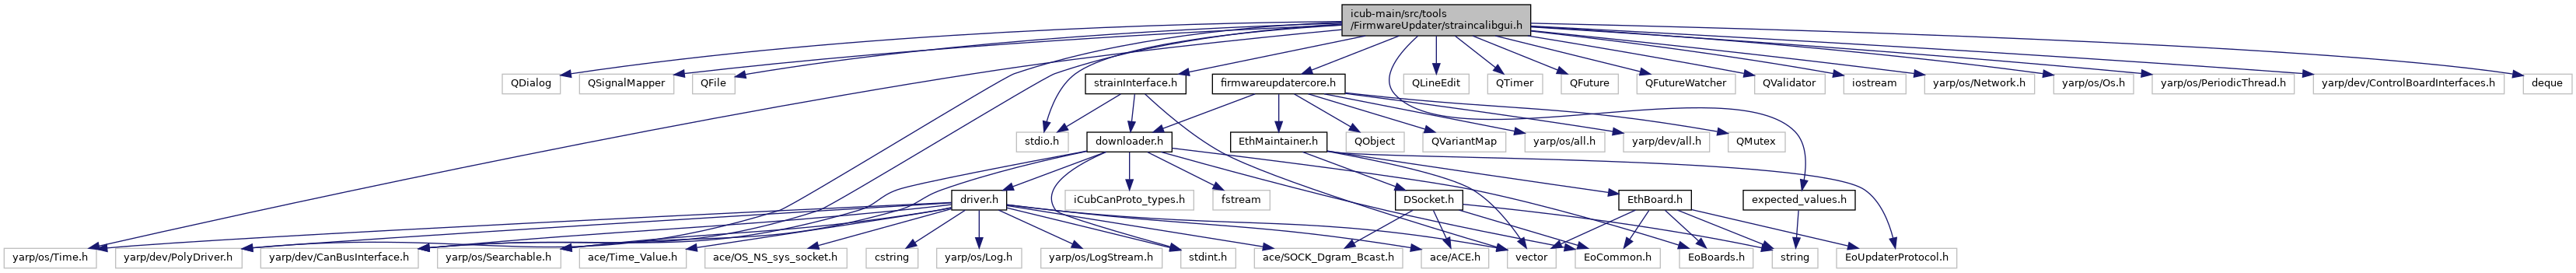 icub-main/src/tools
/FirmwareUpdater/straincalibgui.h
QDialog
QSignalMapper
QFile
strainInterface.h
firmwareupdatercore.h
QLineEdit
QTimer
QFuture
QFutureWatcher
QValidator
iostream
yarp/os/Network.h
yarp/os/Os.h
yarp/os/PeriodicThread.h
yarp/dev/ControlBoardInterfaces.h
deque
stdio.h
downloader.h
EthMaintainer.h
QObject
QVariantMap
yarp/os/all.h
yarp/dev/all.h
QMutex
driver.h
iCubCanProto_types.h
fstream
DSocket.h
EthBoard.h
expected_values.h
yarp/os/Time.h
yarp/dev/PolyDriver.h
yarp/dev/CanBusInterface.h
yarp/os/Searchable.h
ace/Time_Value.h
ace/OS_NS_sys_socket.h
cstring
yarp/os/Log.h
yarp/os/LogStream.h
stdint.h
ace/SOCK_Dgram_Bcast.h
ace/ACE.h
vector
EoCommon.h
EoBoards.h
string
EoUpdaterProtocol.h